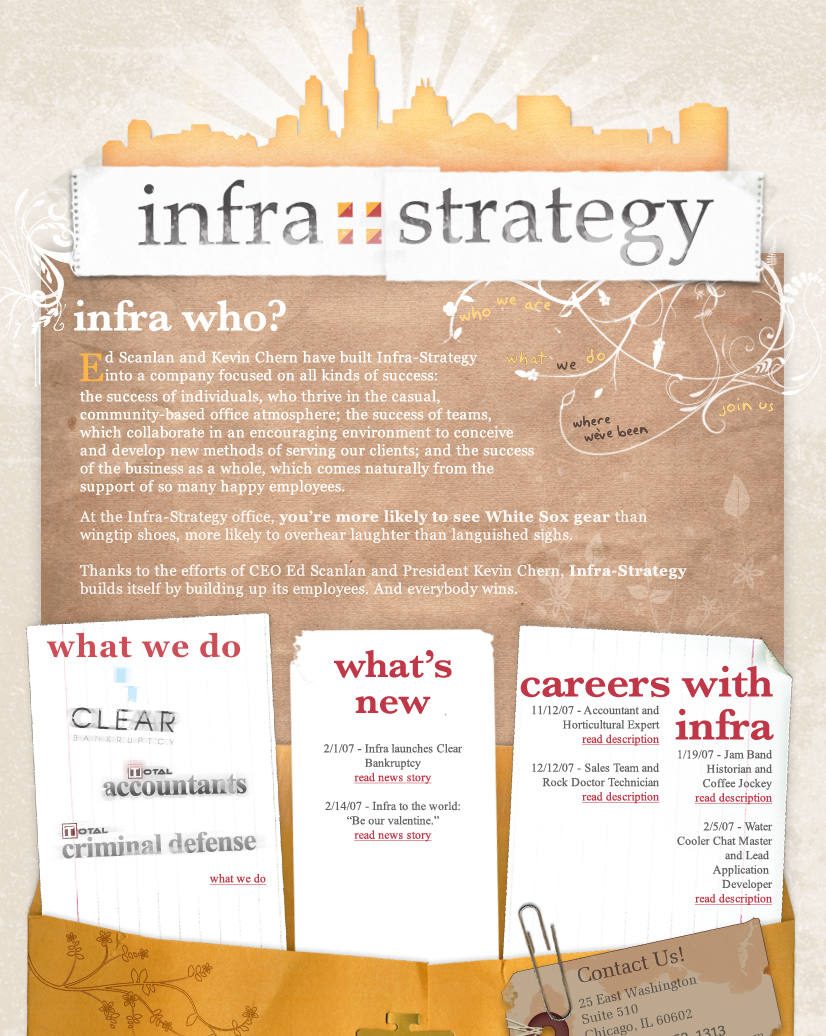 infra strategy
infra who?
who we are
what we do
where
we've been
join us
Ed Scanlan and Kevin Chern have built Infra-Strategy
into a company focused on all kinds of success:
the success of individuals, who thrive in the casual,
community-based office atmosphere; the success of teams,
which collaborate in an encouraging environment to conceive
and develop new methods of serving our clients; and the success
of the business as a whole, which comes naturally from the
support of so many happy employees.
At the Infra-Strategy office, you're more likely to see White Sox gear than
wingtip shoes, more likely to overhear laughter than languished sighs.
Thanks to the efforts of CEO Ed Scanlan and President Kevin Chern, Infra-Strategy
builds itself by building up its employees. And everybody wins.
what we do
CLEAR
BANKRUPTCY
TOTAL
accountants
TOTAL
criminal defense
what we do
what's
new
2/1/07 - Infra launches Clear
Bankruptcy
read news story
2/14/07 - Infra to the world:
"Be our valentine."
read news story
careers with
infra
11/12/07 - Accountant and
Horticultural Expert
read description
12/12/07 - Sales Team and
Rock Doctor Technician
read description
1/19/07 - Jam Band
Historian and
Coffee Jockey
read description
2/5/07 - Water
Cooler Chat Master
and Lead
Application
Developer
read description
Contact Us!
25 East Washington
Suite 510
Chicago, IL 60602
1313